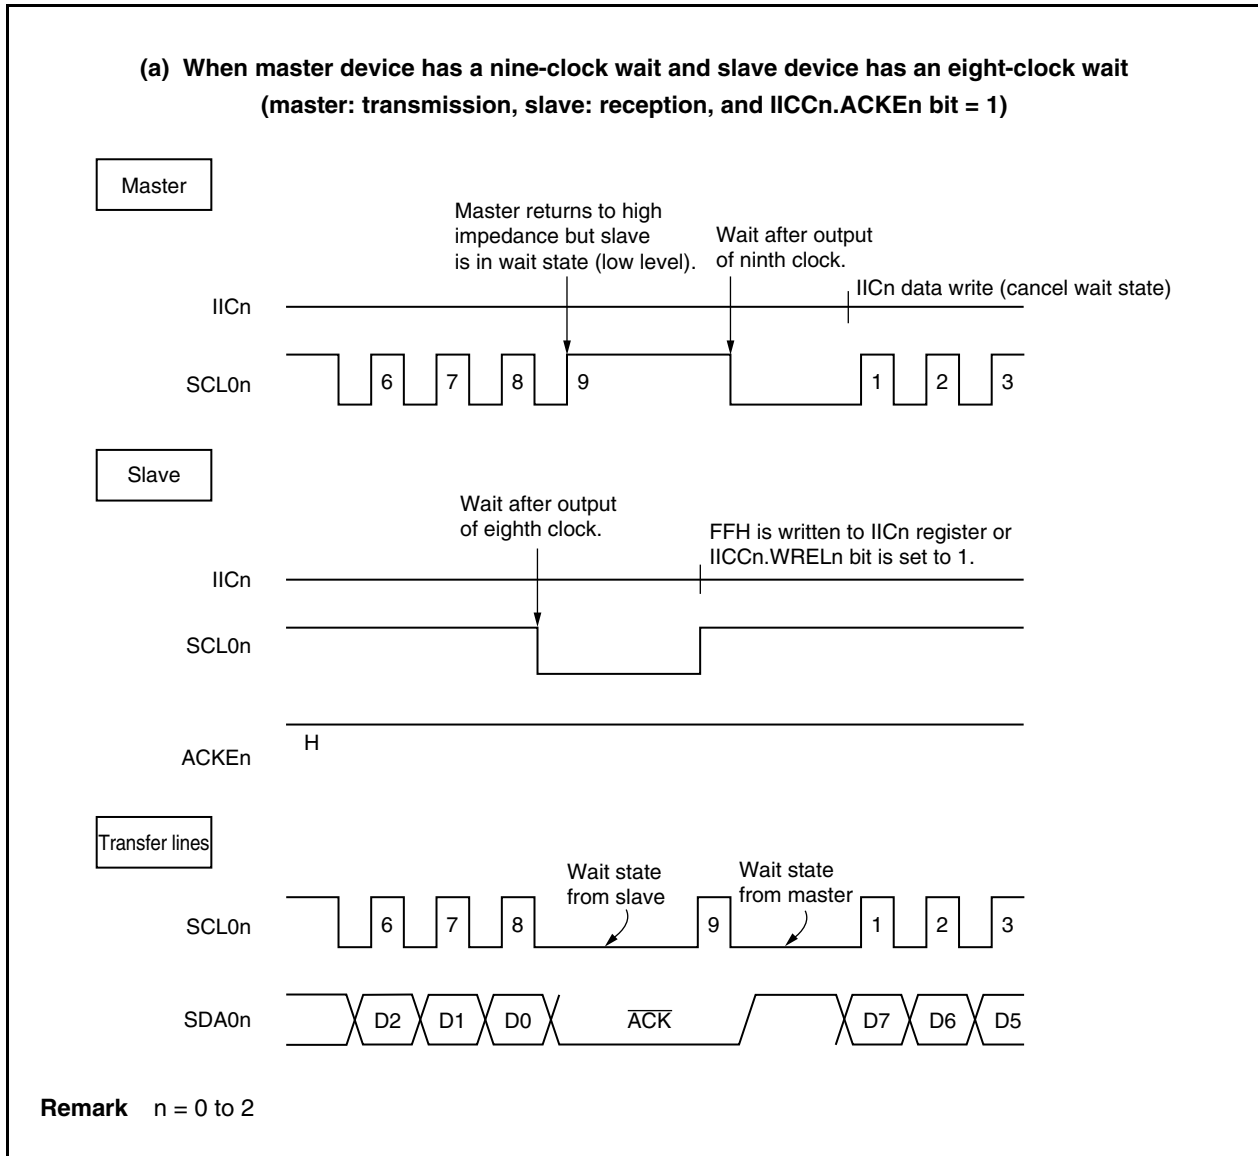 (a) When master device has a nine-clock wait and slave device has an eight-clock wait
(master: transmission, slave: reception, and IICCn.ACKEn bit = 1)
Master
Master returns to high
impedance but slave
is in wait state (low level).
Wait after output
of ninth clock.
IICn data write (cancel wait state)
IICn
SCL0n
6 7 8 9 1 2 3
Slave
Wait after output
of eighth clock.
FFH is written to IICn register or
IICCn.WRELn bit is set to 1.
IICn
SCL0n
H
ACKEn
Transfer lines
Wait state
from slave
Wait state
from master
SCL0n
6 7 8 9 1 2 3
SDA0n
D2 D1 D0 ACK D7 D6 D5
Remark n = 0 to 2